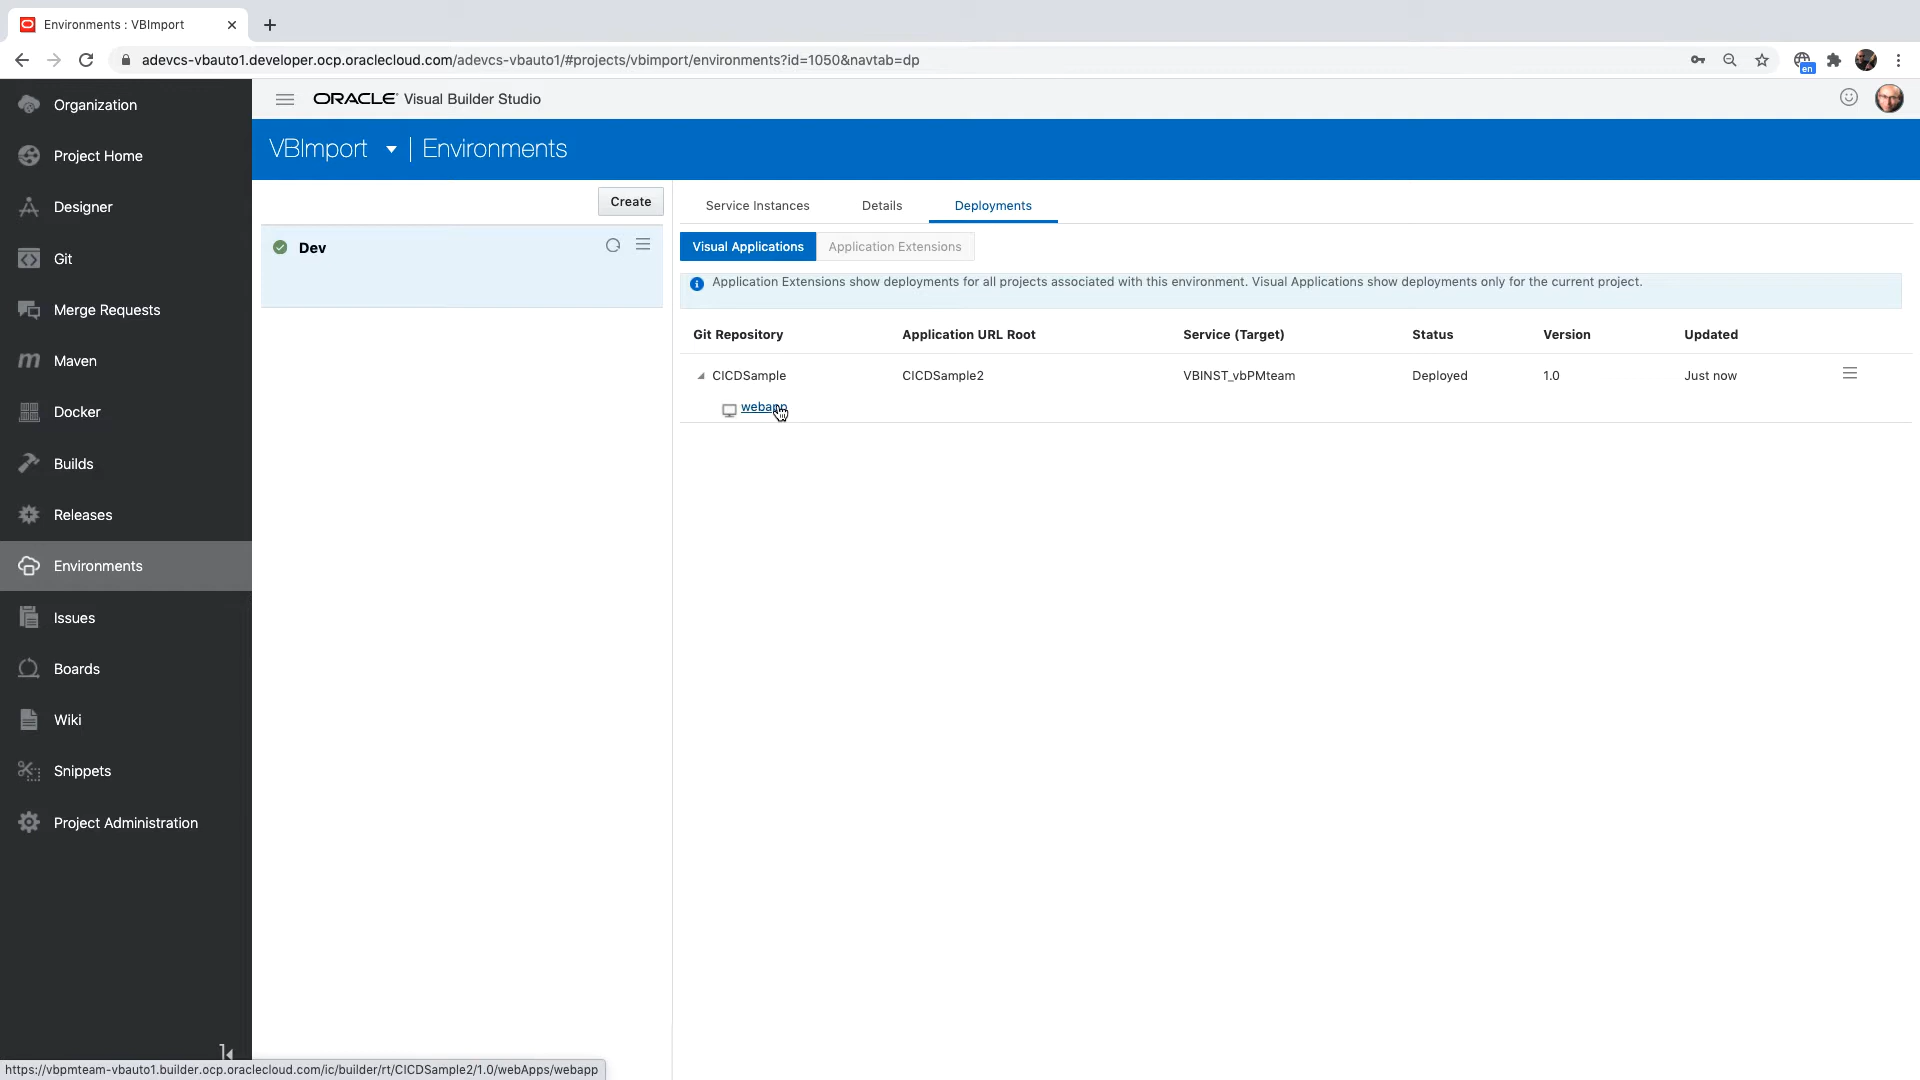 Environments : VBImport
adevcs-vbauto1.developer.ocp.oraclecloud.com/adevcs-vbauto1/#projects/vbimport/environments?id=1050&navtab=dp
en
Organization
Project Home
Designer
Git
Merge Requests
Maven
Docker
Builds
Releases
Environments
Issues
Boards
Wiki
Snippets
Project Administration
ORACLE Visual Builder Studio
VBImport | Environments
Create
Dev
Service Instances Details Deployments
Visual Applications Application Extensions
Application Extensions show deployments for all projects associated with this environment. Visual Applications show deployments only for the current project.
Git Repository Application URL Root Service (Target) Status Version Updated
CICDSample CICDSample2 VBINST_vbPMteam Deployed 1.0 Just now
webapp
https://vbpmteam-vbauto1.builder.ocp.oraclecloud.com/ic/builder/rt/CICDSample2/1.0/webApps/webapp